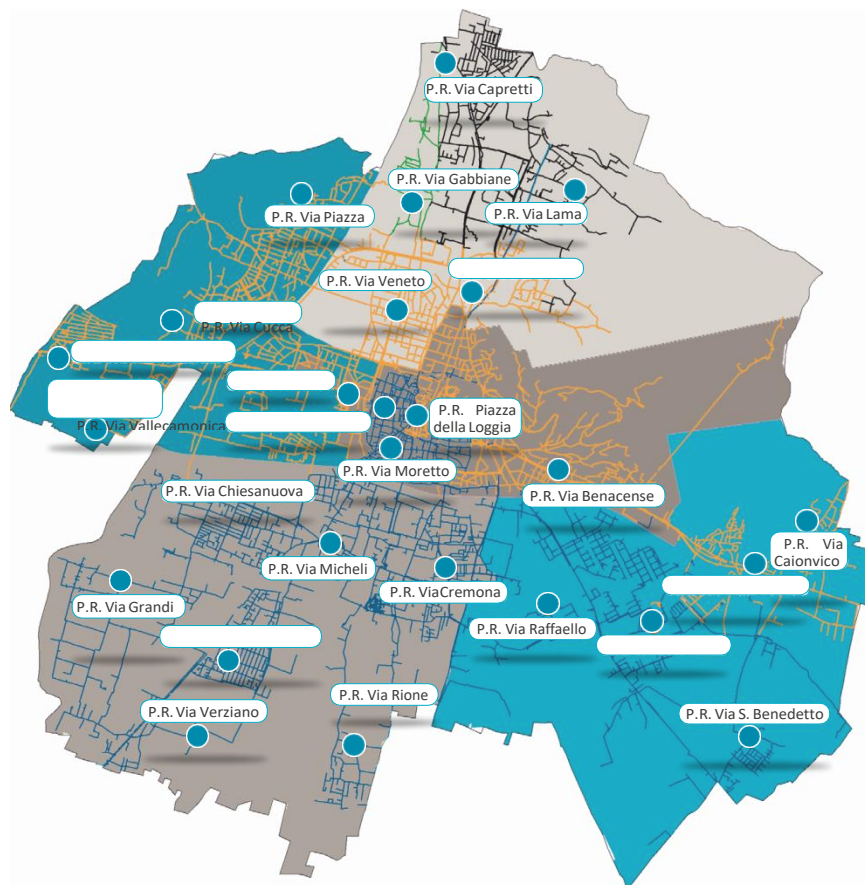 P.R. Via Capretti
P.R. Via Gabbiane
P.R. Via Piazza
P.R. Via Lama
P.R. Via Veneto
P.R. Via Cucca
P.R. Via Vallecamonica
P.R. Piazza
della Loggia
P.R. Via Moretto
P.R. Via Chiesanuova
P.R. Via Benacense
P.R. Via
Caionvico
P.R. Via Micheli
P.R. ViaCremona
P.R. Via Grandi
P.R. Via Raffaello
P.R. Via Rione
P.R. Via Verziano
P.R. Via S. Benedetto